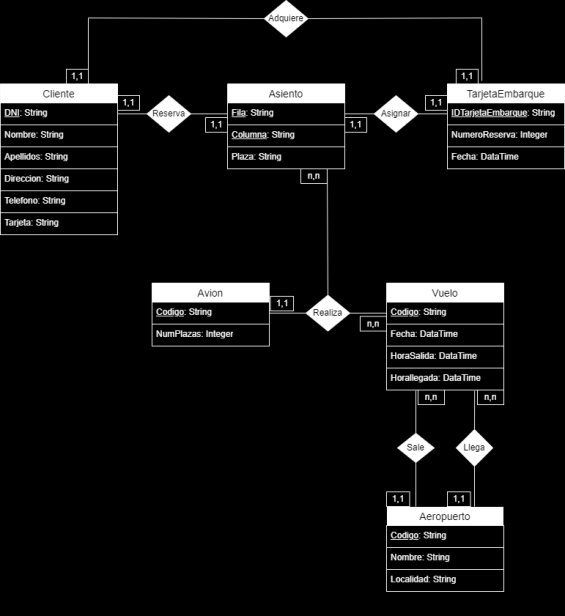 Adquiere
1,1
1,1
Cliente
DNI: String
Nombre: String
Apellidos: String
Direccion: String
Telefono: String
Tarjeta: String
1,1
Reserva
1,1
Asiento
Fila: String
Columna: String
Plaza: String
1,1
Asignar
1,1
TarjetaEmbarque
IDTarjetaEmbarque: String
NumeroReserva: Integer
Fecha: DataTime
n,n
Avion
Codigo: String
NumPlazas: Integer
1,1
Realiza
n,n
Vuelo
Codigo: String
Fecha: DataTime
HoraSalida: DataTime
Horallegada: DataTime
n,n
n,n
Sale
Llega
1,1
1,1
Aeropuerto
Codigo: String
Nombre: String
Localidad: String